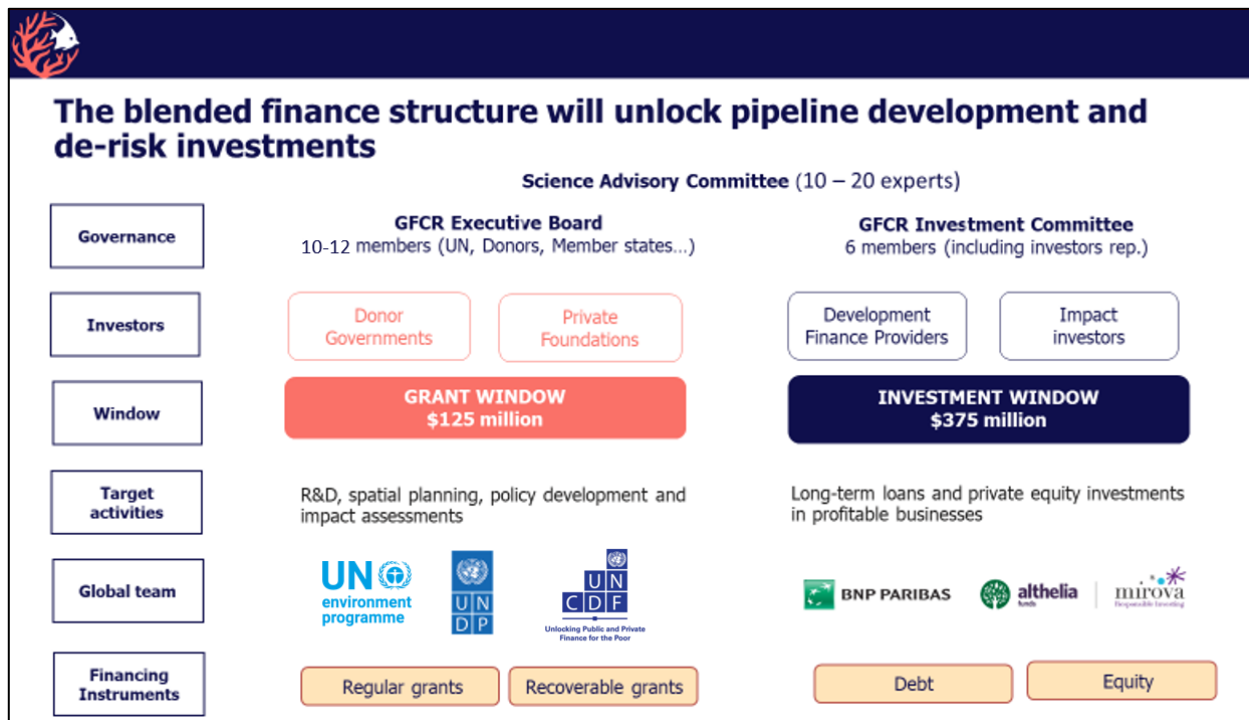 The blended finance structure will unlock pipeline development and
de-risk investments
Science Advisory Committee (10 – 20 experts)
Governance
GFCR Executive Board
10-12 members (UN, Donors, Member states...)
GFCR Investment Committee
6 members (including investors rep.)
Investors
Donor
Governments
Private
Foundations
Development
Finance Providers
Impact
investors
Window
GRANT WINDOW
$125 million
INVESTMENT WINDOW
$375 million
Target
activities
R&D, spatial planning, policy development and
impact assessments
Long-term loans and private equity investments
in profitable businesses
Global team
UN
environment
programme
U N
D P
U N
C D F
Unlocking Public and Private
Finance for the Poor
BNP PARIBAS
althelia
funds
mirova
Responsible Investing
Financing
Instruments
Regular grants
Recoverable grants
Debt
Equity